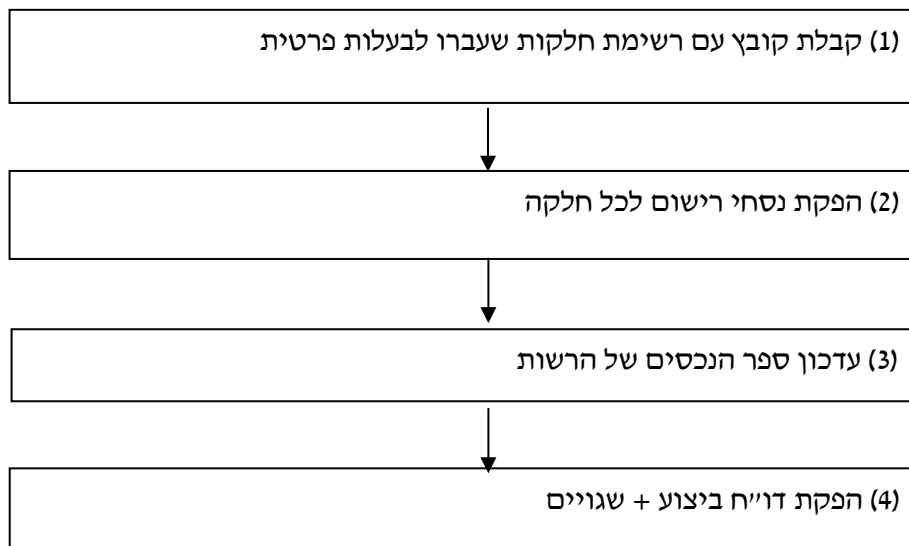 (1) קבלת קובץ עם רשימת חלקות שעברו לבעלות פרטית
(2) הפקת נסחי רישום לכל חלקה
(3) עדכון ספר הנכסים של הרשות
(4) הפקת דו״ח ביצוע + שגויים